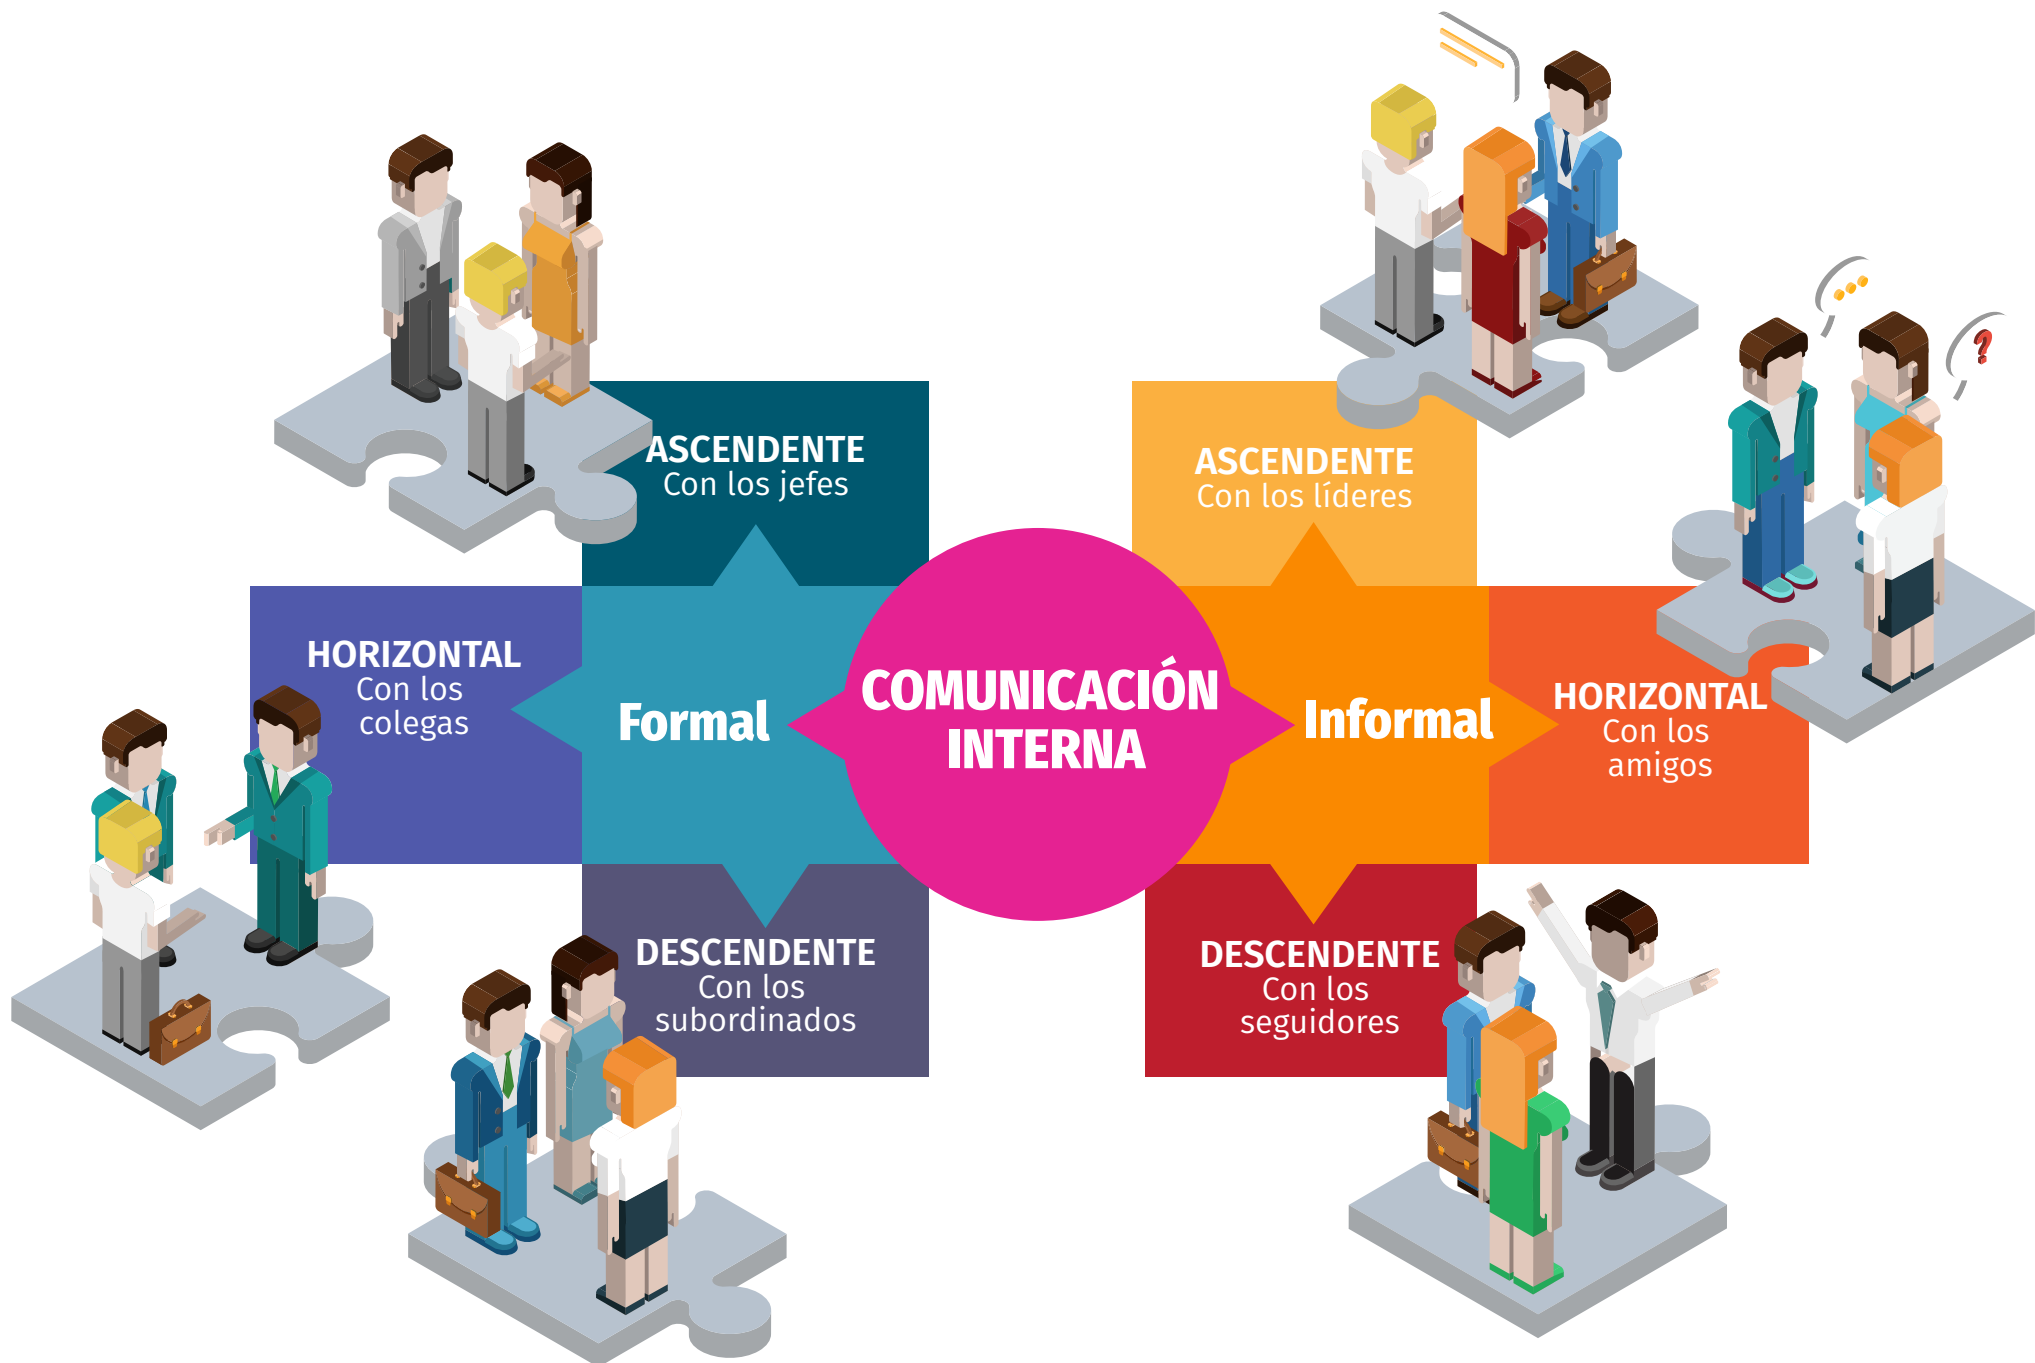 COMUNICACIÓN
INTERNA
Formal
ASCENDENTE
Con los jefes
HORIZONTAL
Con los
colegas
DESCENDENTE
Con los
subordinados
Informal
ASCENDENTE
Con los líderes
HORIZONTAL
Con los
amigos
DESCENDENTE
Con los
seguidores
?